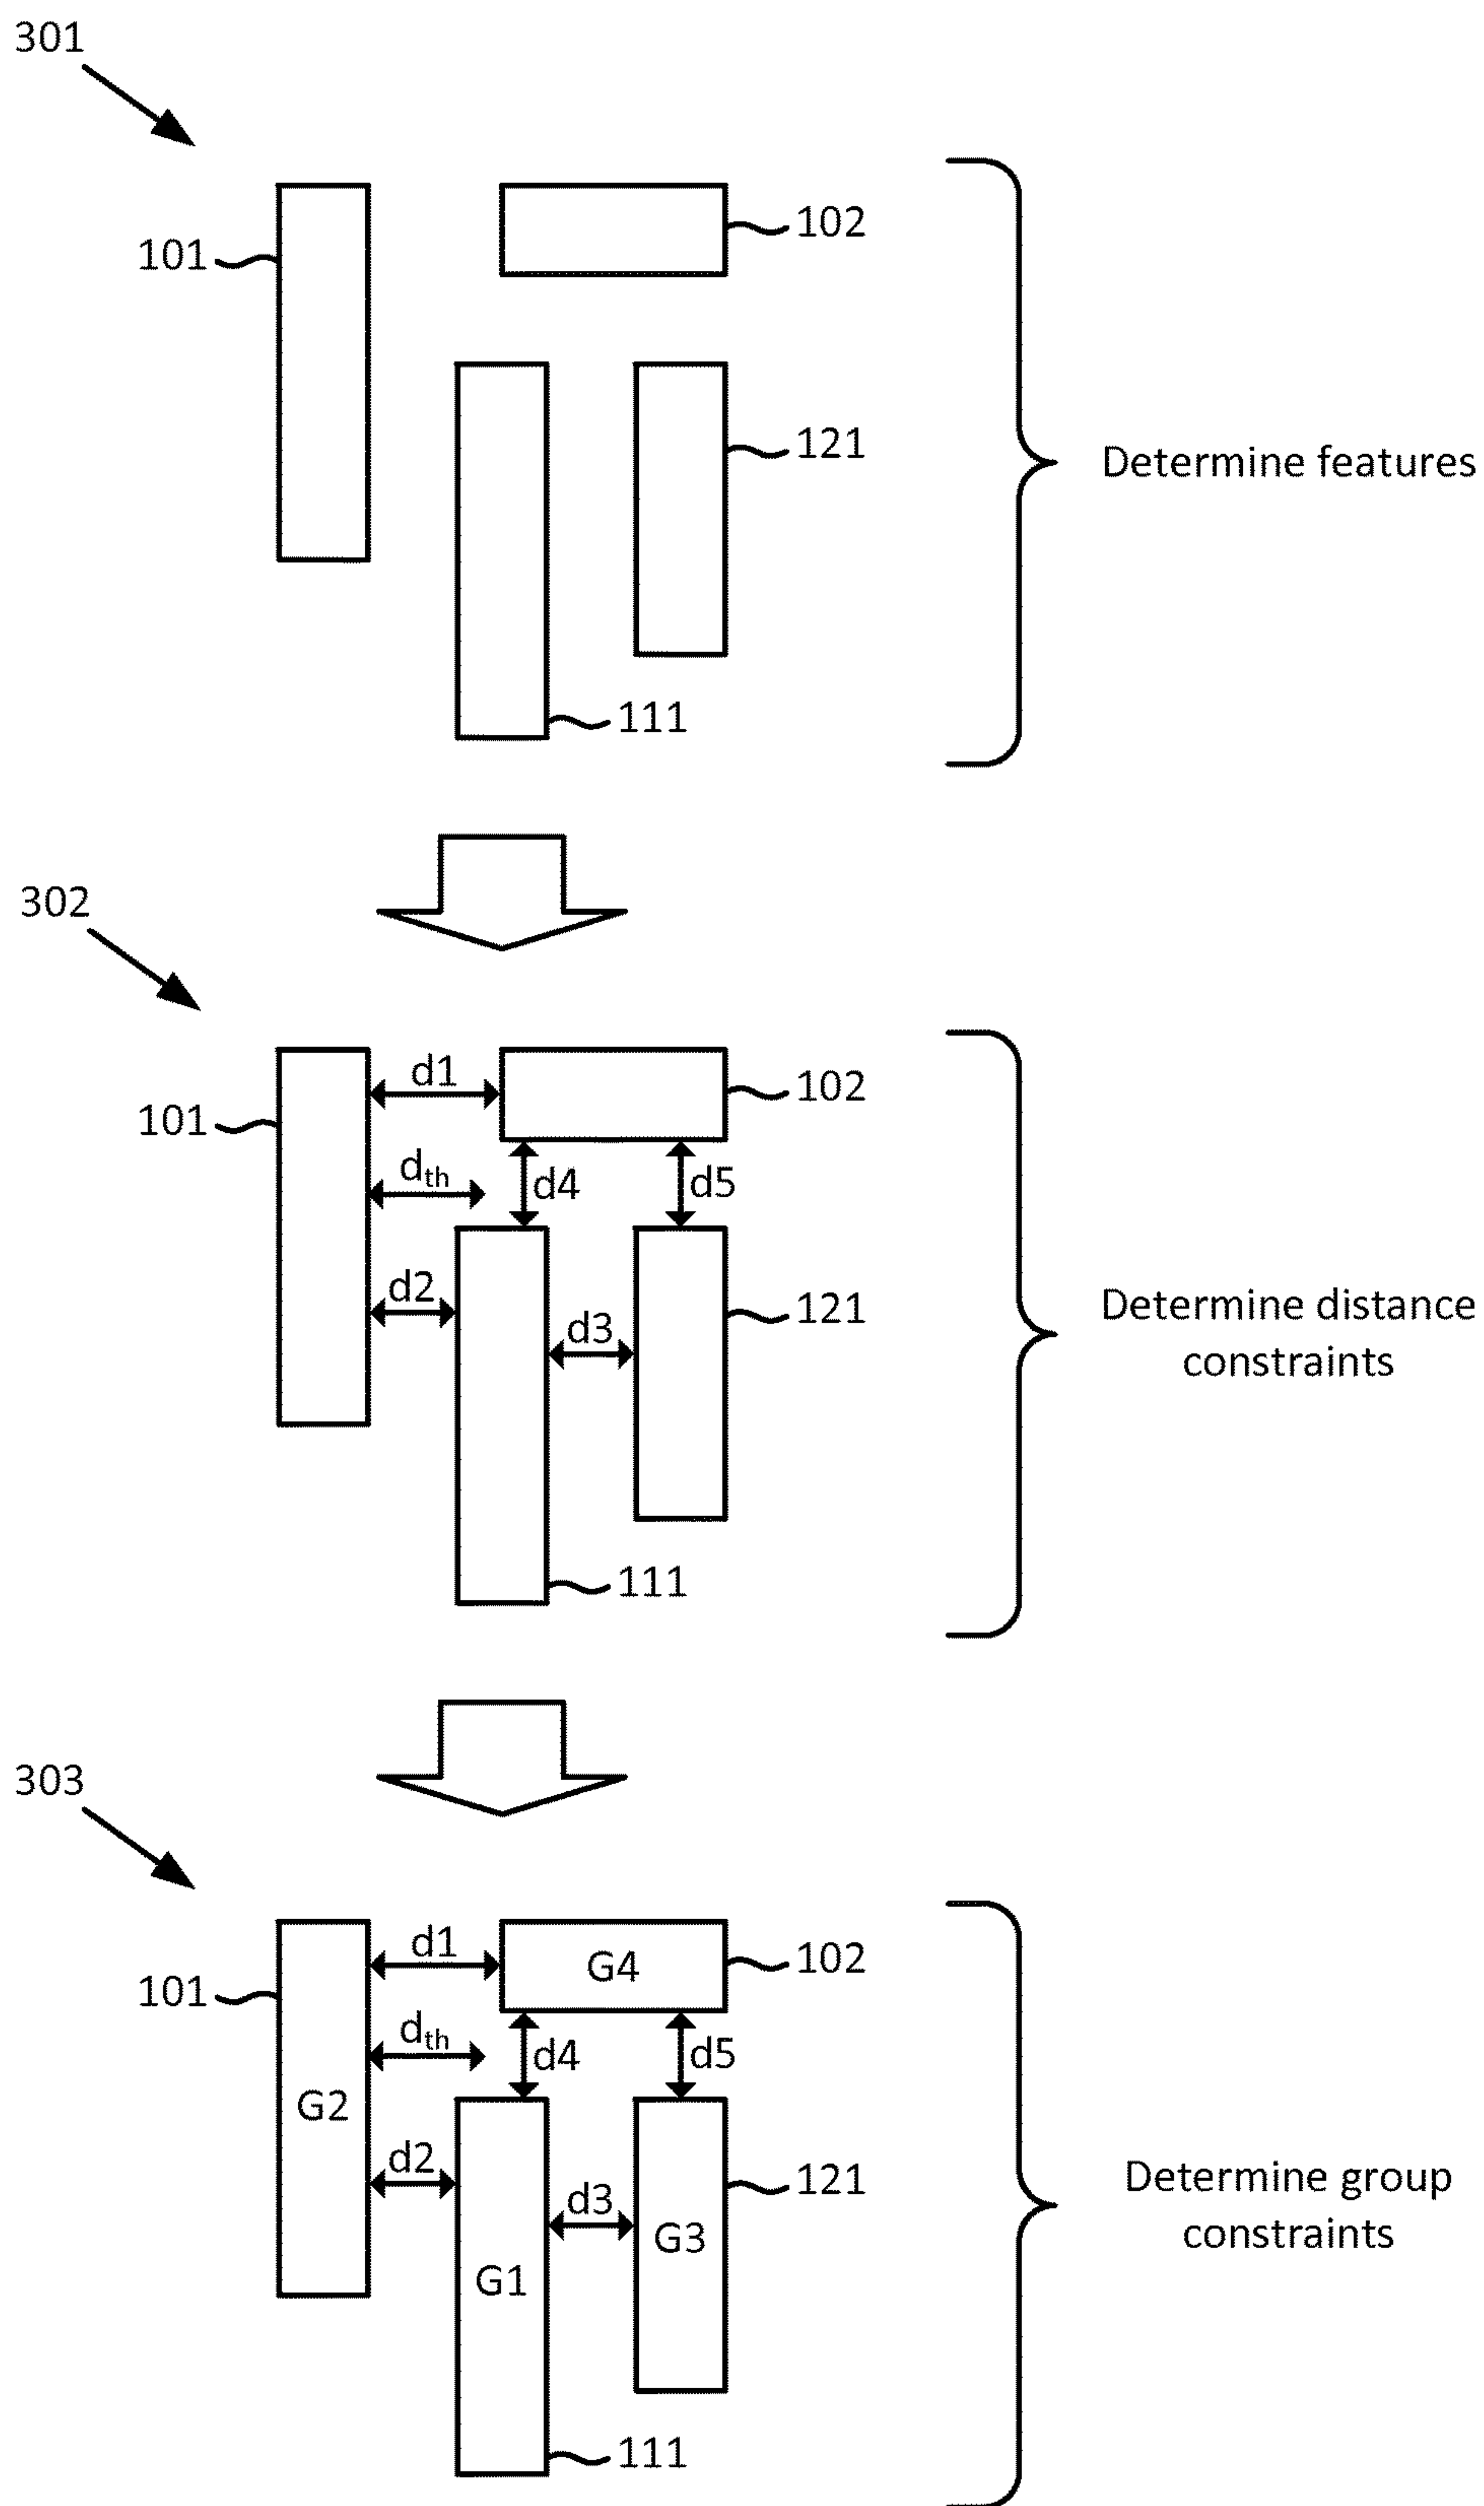 301
102
101
121
Determine features
111
302
d1
102
101
dth
d4
d5
d2
d3
121
Determine distance
constraints
111
303
d1
G4
102
101
dth
d4
d5
G2
d2
d3
121
Determine group
constraints
G3
G1
111